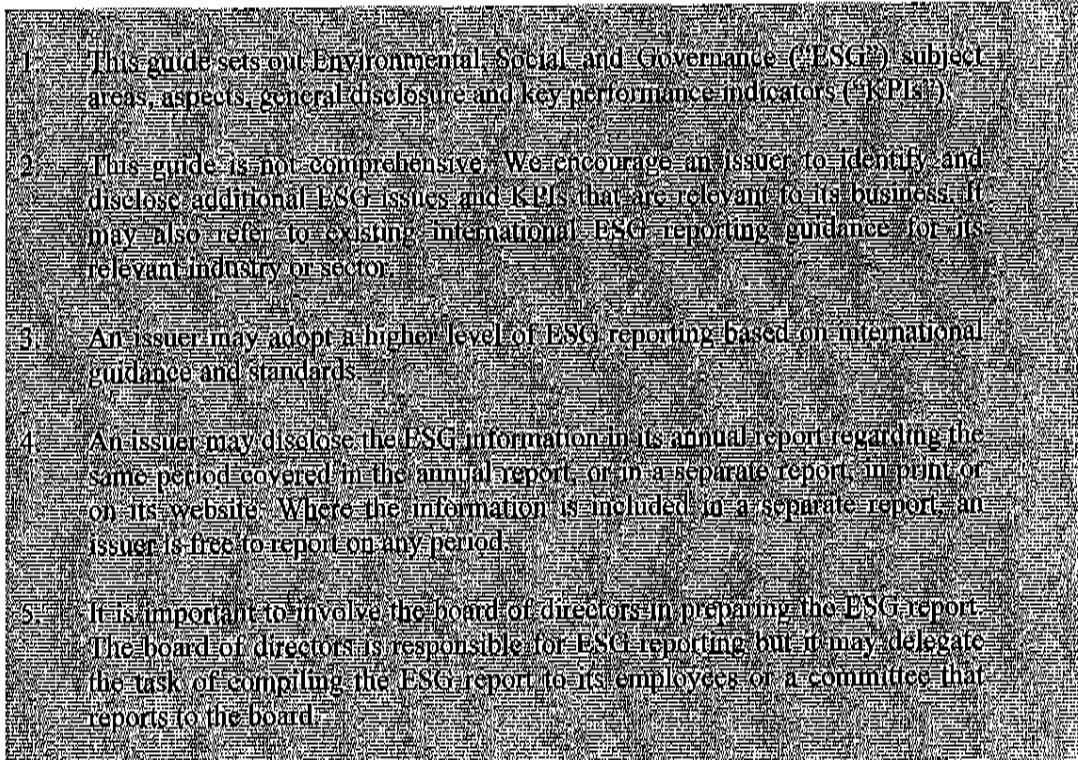 1. This guide sets out Environmental, Social and Governance (“ESG”) subject
areas, aspects, general disclosure and key performance indicators (“KPIs”).
2. This guide is not comprehensive. We encourage an issuer to identify and
disclose additional ESG issues and KPIs that are relevant to its business. It
may also refer to existing international ESG reporting guidance for its
relevant industry or sector.
3. An issuer may adopt a higher level of ESG reporting based on international
guidance and standards.
4. An issuer may disclose the ESG information in its annual report regarding the
same period covered in the annual report, or in a separate report, in print or
on its website. Where the information is included in a separate report, an
issuer is free to report on any period.
5. It is important to involve the board of directors in preparing the ESG report.
The board of directors is responsible for ESG reporting but it may delegate
the task of compiling the ESG report to its employees or a committee that
reports to the board.